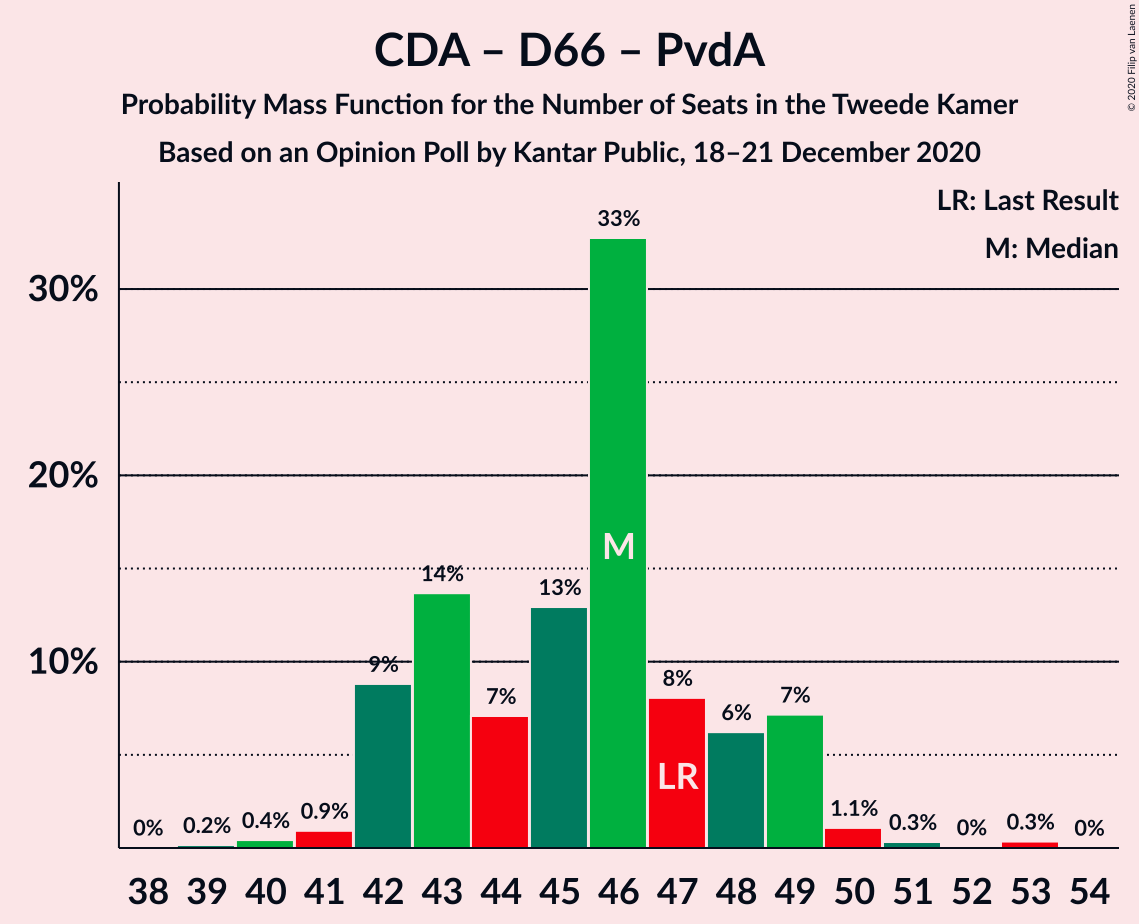 CDA – D66 – PvdA
Probability Mass Function for the Number of Seats in the Tweede Kamer
Based on an Opinion Poll by Kantar Public, 18–21 December 2020
© 2020 Filip van Laenen
LR: Last Result
M: Median
30%
20%
10%
0%
0.2%
0.4%
0.9%
9%
14%
7%
13%
33%
8%
6%
7%
1.1%
0.3%
0%
0.3%
0%
M
LR
38 39 40 41 42 43 44 45 46 47 48 49 50 51 52 53 54